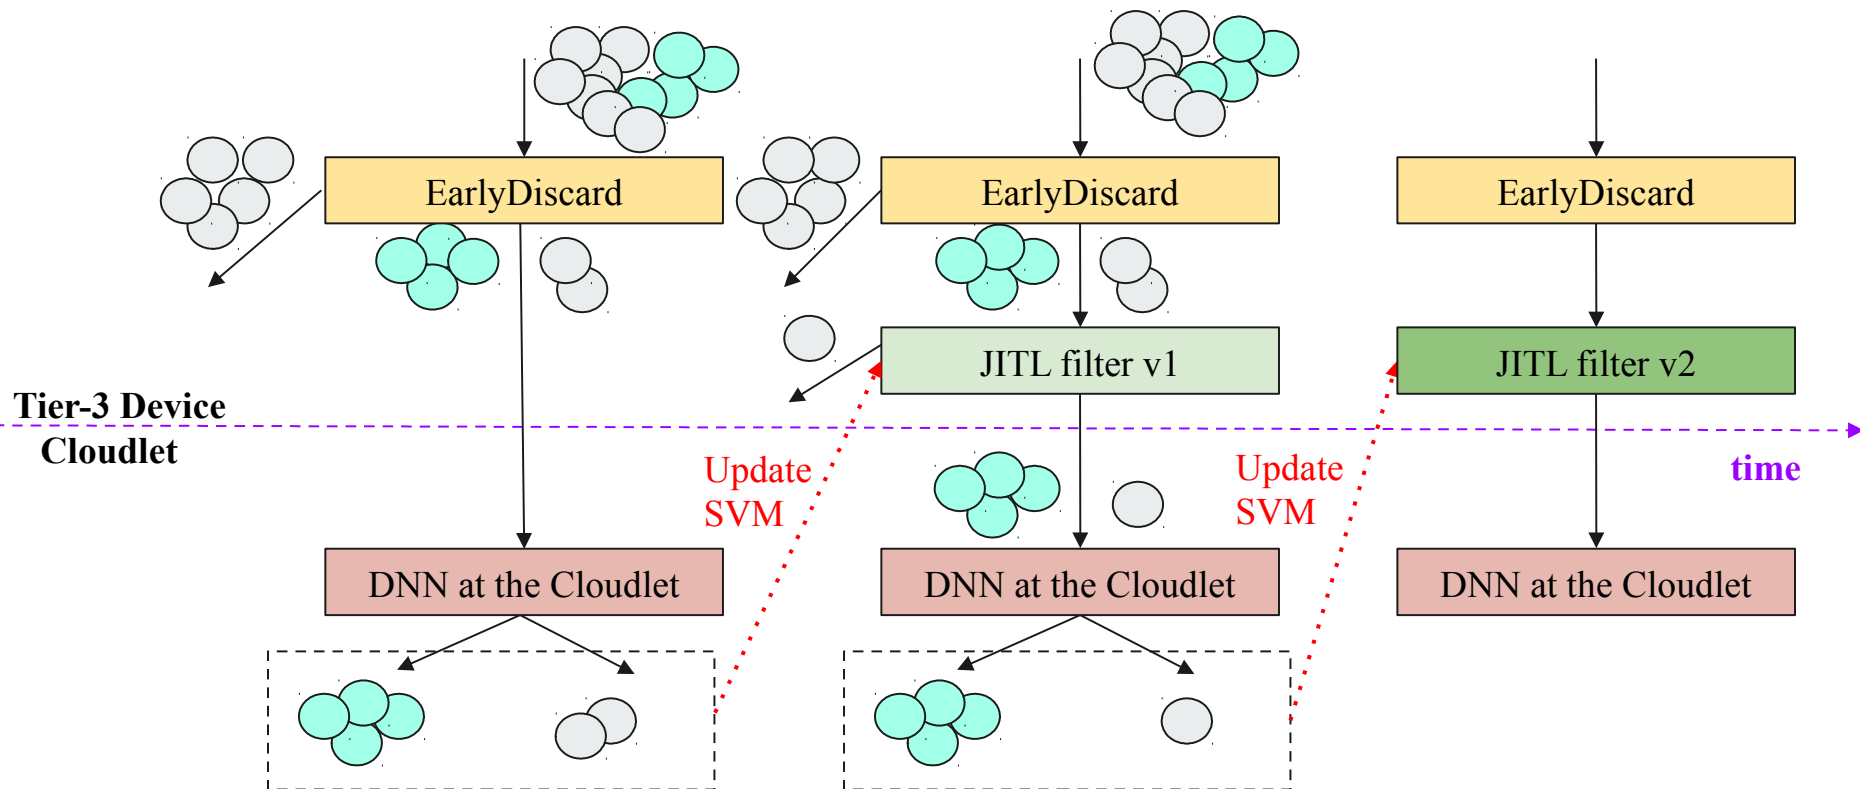 EarlyDiscard
EarlyDiscard
EarlyDiscard
JITL filter v1
JITL filter v2
Tier-3 Device
Cloudlet
time
Update
SVM
Update
SVM
DNN at the Cloudlet
DNN at the Cloudlet
DNN at the Cloudlet